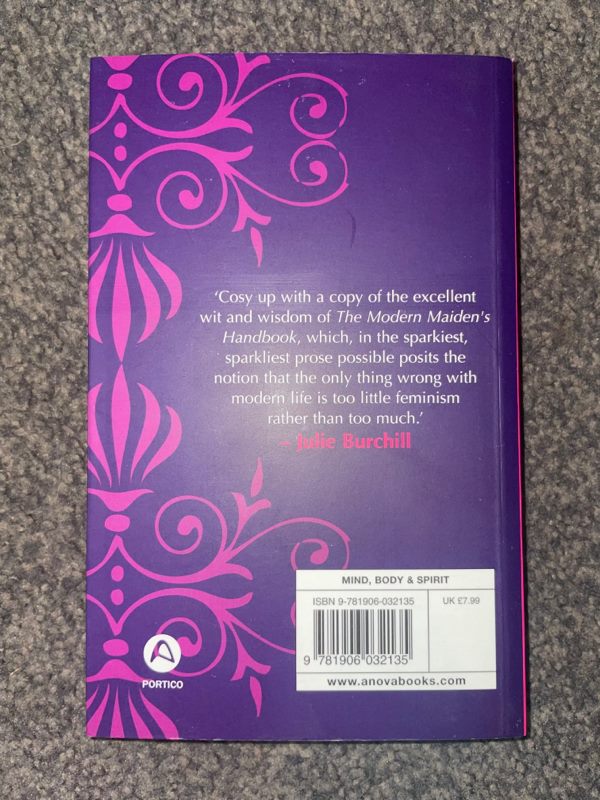 ‘Cosy up with a copy of the excellent
wit and wisdom of The Modern Maiden's
Handbook, which, in the sparkiest,
sparkliest prose possible posits the
notion that the only thing wrong with
modern life is too little feminism
rather than too much.’
– Julie Burchill
MIND, BODY & SPIRIT
ISBN 9-781906-032135
UK £7.99
9 781906 032135
www.anovabooks.com
PORTICO